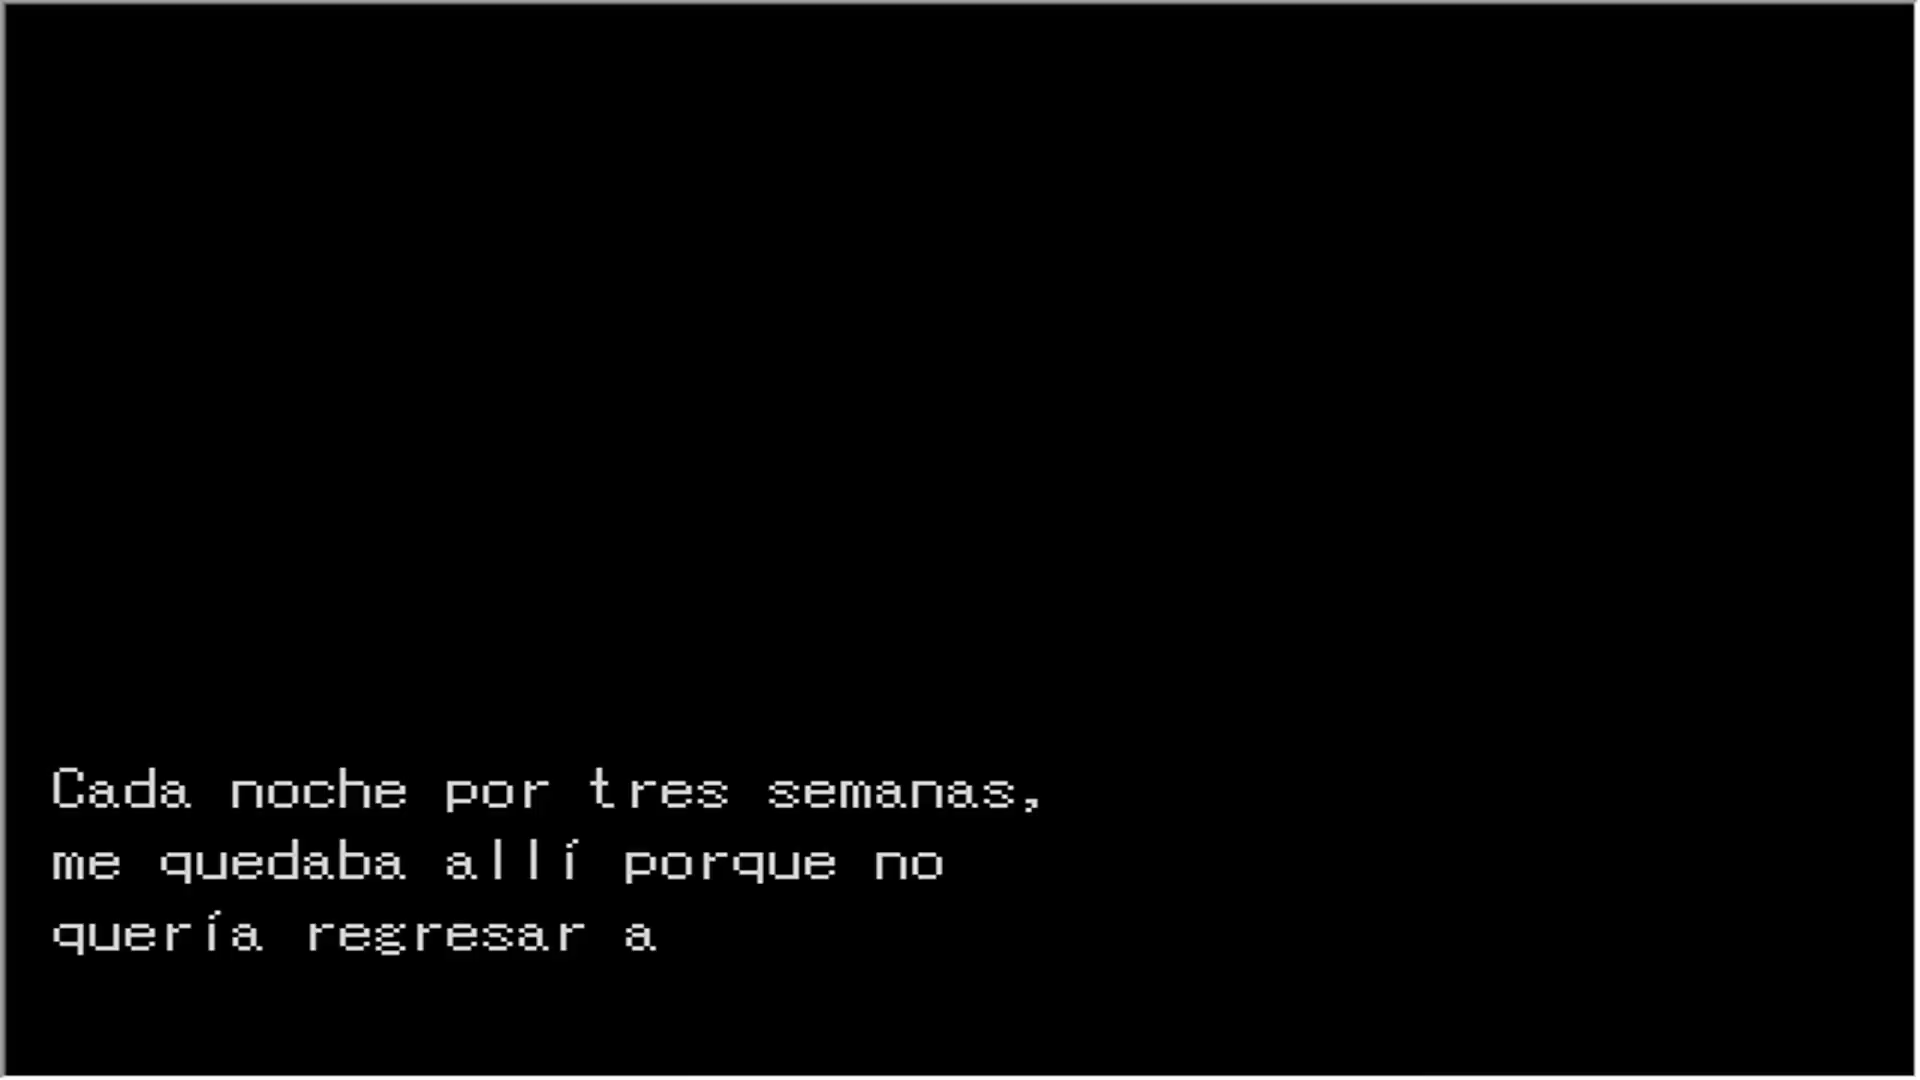 Cada noche por tres semanas,
me quedaba allí porque no
quería regresar a